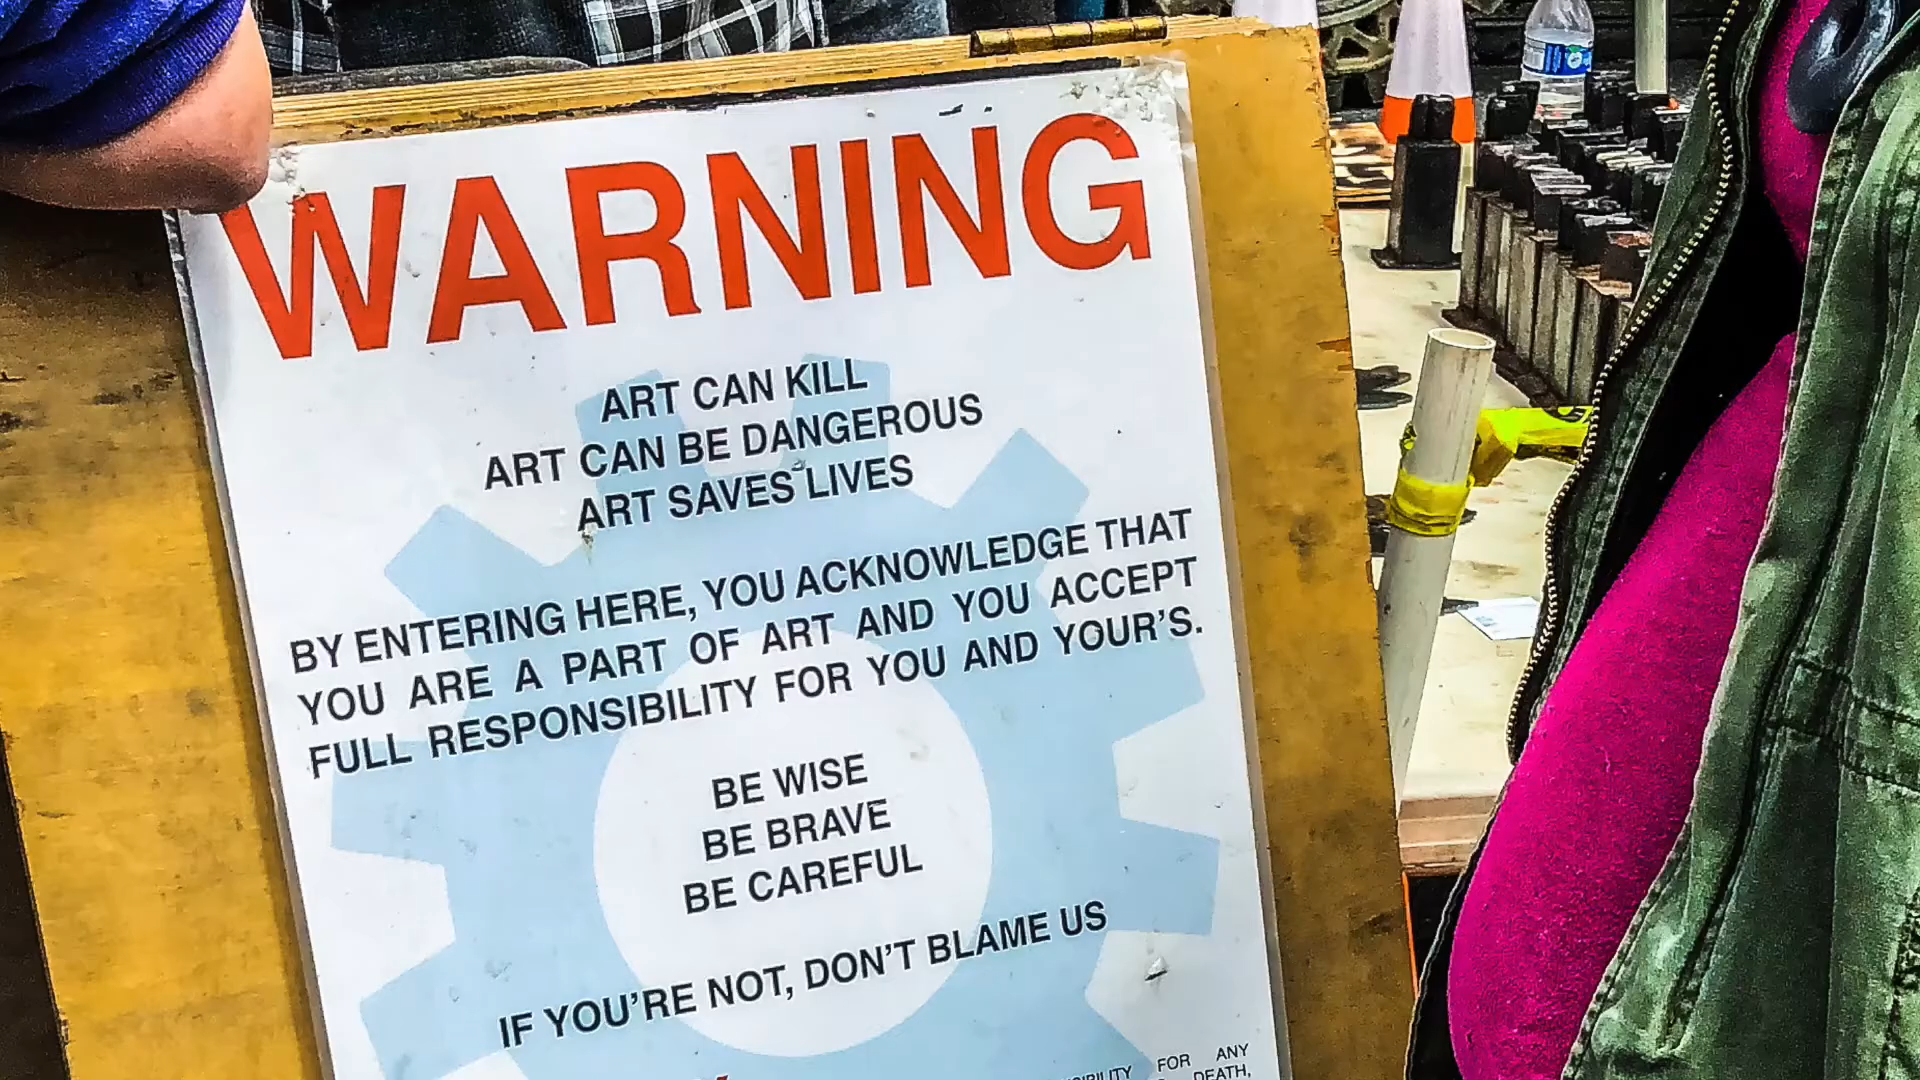 WARNING
ART CAN KILL
ART CAN BE DANGEROUS
ART SAVES LIVES
BY ENTERING HERE, YOU ACKNOWLEDGE THAT
YOU ARE A PART OF ART AND YOU ACCEPT
FULL RESPONSIBILITY FOR YOU AND YOUR'S.
BE WISE
BE BRAVE
BE CAREFUL
IF YOU'RE NOT, DON'T BLAME US
FOR ANY
DEATH,